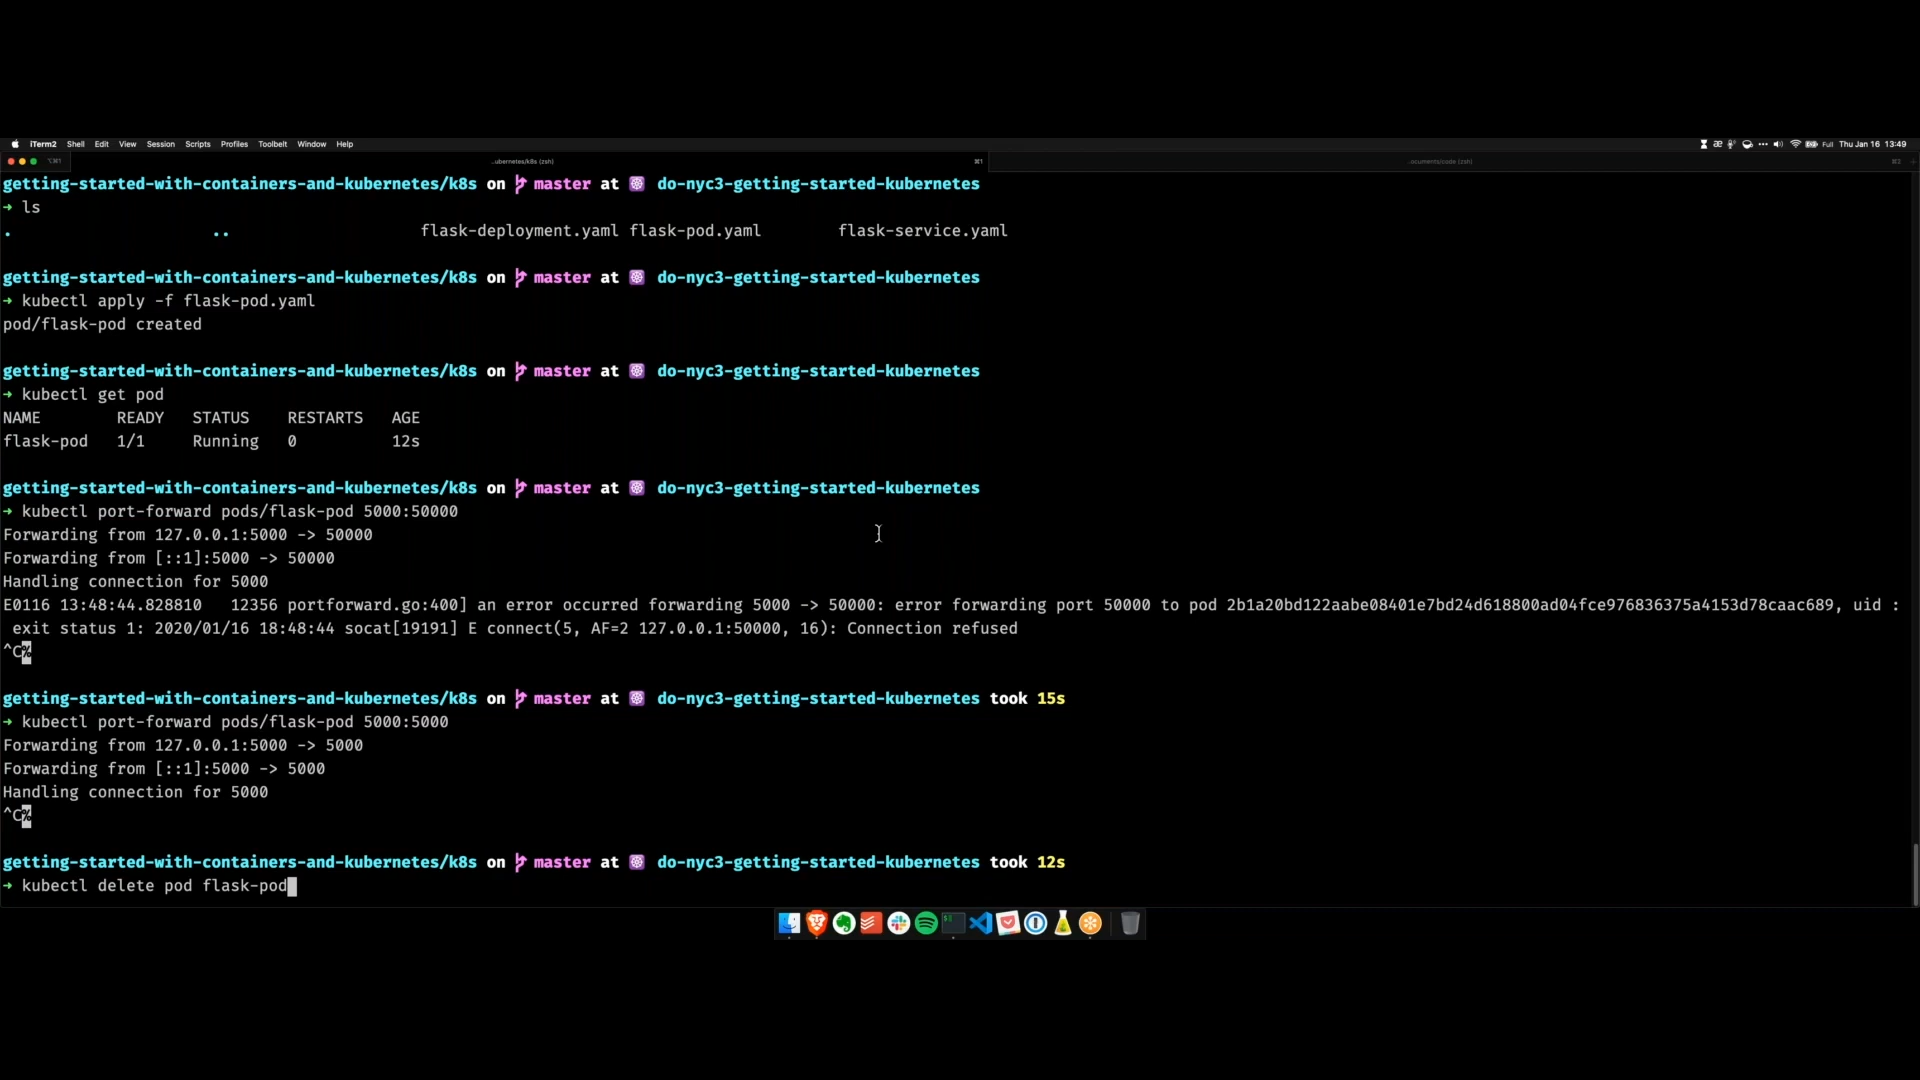 iTerm2 Shell Edit View Session Scripts Profiles Toolbelt Window Help Full Thu Jan 16 13:49
⌥⌘1 ..ubernetes/k8s (zsh) ⌘1 ..ocuments/code (zsh) ⌘2
getting-started-with-containers-and-kubernetes/k8s on master at do-nyc3-getting-started-kubernetes
→ ls
. .. flask-deployment.yaml flask-pod.yaml flask-service.yaml
getting-started-with-containers-and-kubernetes/k8s on master at do-nyc3-getting-started-kubernetes
→ kubectl apply -f flask-pod.yaml
pod/flask-pod created
getting-started-with-containers-and-kubernetes/k8s on master at do-nyc3-getting-started-kubernetes
→ kubectl get pod
NAME READY STATUS RESTARTS AGE
flask-pod 1/1 Running 0 12s
getting-started-with-containers-and-kubernetes/k8s on master at do-nyc3-getting-started-kubernetes
→ kubectl port-forward pods/flask-pod 5000:50000
Forwarding from 127.0.0.1:5000 -> 50000
Forwarding from [::1]:5000 -> 50000
Handling connection for 5000
E0116 13:48:44.828810 12356 portforward.go:400] an error occurred forwarding 5000 -> 50000: error forwarding port 50000 to pod 2b1a20bd122aabe08401e7bd24d618800ad04fce976836375a4153d78caac689, uid :
exit status 1: 2020/01/16 18:48:44 socat[19191] E connect(5, AF=2 127.0.0.1:50000, 16): Connection refused
^C%
getting-started-with-containers-and-kubernetes/k8s on master at do-nyc3-getting-started-kubernetes took 15s
→ kubectl port-forward pods/flask-pod 5000:5000
Forwarding from 127.0.0.1:5000 -> 5000
Forwarding from [::1]:5000 -> 5000
Handling connection for 5000
^C%
getting-started-with-containers-and-kubernetes/k8s on master at do-nyc3-getting-started-kubernetes took 12s
→ kubectl delete pod flask-pod